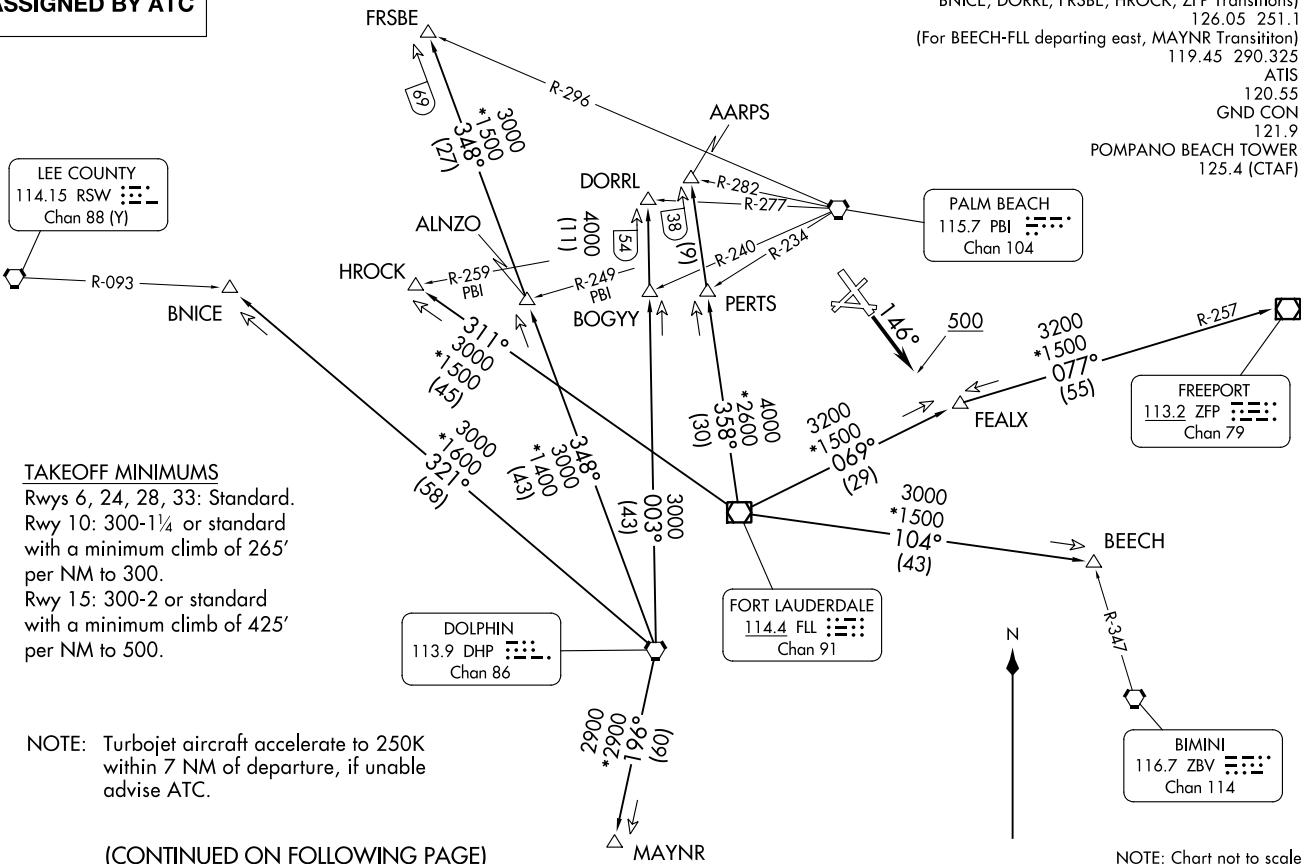 ASSIGNED BY ATC
BNICE, DORRL, FRSBE, HROCK, ZFP Transitions)
126.05 251.1
(For BEECH-FLL departing east, MAYNR Transititon)
119.45 290.325
ATIS
120.55
GND CON
121.9
POMPANO BEACH TOWER
125.4 (CTAF)
FRSBE
69
3000
*1500
348°
(27)
R-296
AARPS
DORRL
R-282
R-277
38
(9)
54
4000
(11)
R-240
R-234
PALM BEACH
115.7 PBI
Chan 104
LEE COUNTY
114.15 RSW
Chan 88 (Y)
R-093
BNICE
ALNZO
HROCK
R-259
PBI
R-249
PBI
BOGYY
PERTS
146°
500
311°
3000
*1500
(45)
4000
*2600
358°
(30)
3200
*1500
069°
(29)
FEALX
3200
*1500
077°
(55)
R-257
FREEPORT
113.2 ZFP
Chan 79
3000
*1600
321°
(58)
348°
3000
*1400
(43)
3000
003°
(43)
3000
*1500
104°
(43)
BEECH
R-347
TAKEOFF MINIMUMS
Rwys 6, 24, 28, 33: Standard.
Rwy 10: 300-1¼ or standard
with a minimum climb of 265'
per NM to 300.
Rwy 15: 300-2 or standard
with a minimum climb of 425'
per NM to 500.
DOLPHIN
113.9 DHP
Chan 86
FORT LAUDERDALE
114.4 FLL
Chan 91
N
BIMINI
116.7 ZBV
Chan 114
2900
*2900
196°
(60)
MAYNR
NOTE: Turbojet aircraft accelerate to 250K
within 7 NM of departure, if unable
advise ATC.
(CONTINUED ON FOLLOWING PAGE)
NOTE: Chart not to scale